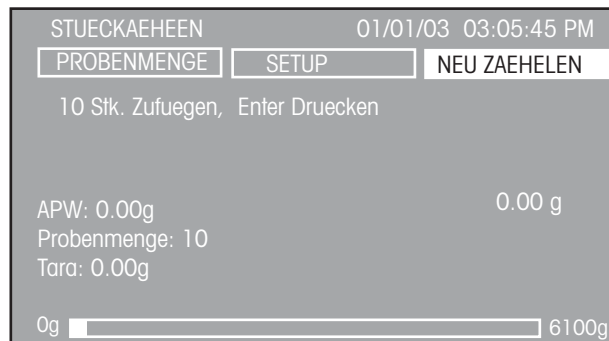 STUECKAEHEEN 01/01/03 03:05:45 PM
PROBENMENGE SETUP NEU ZAEHELEN
10 Stk. Zufuegen, Enter Druecken
0.00 g
APW: 0.00g
Probenmenge: 10
Tara: 0.00g
0g 6100g